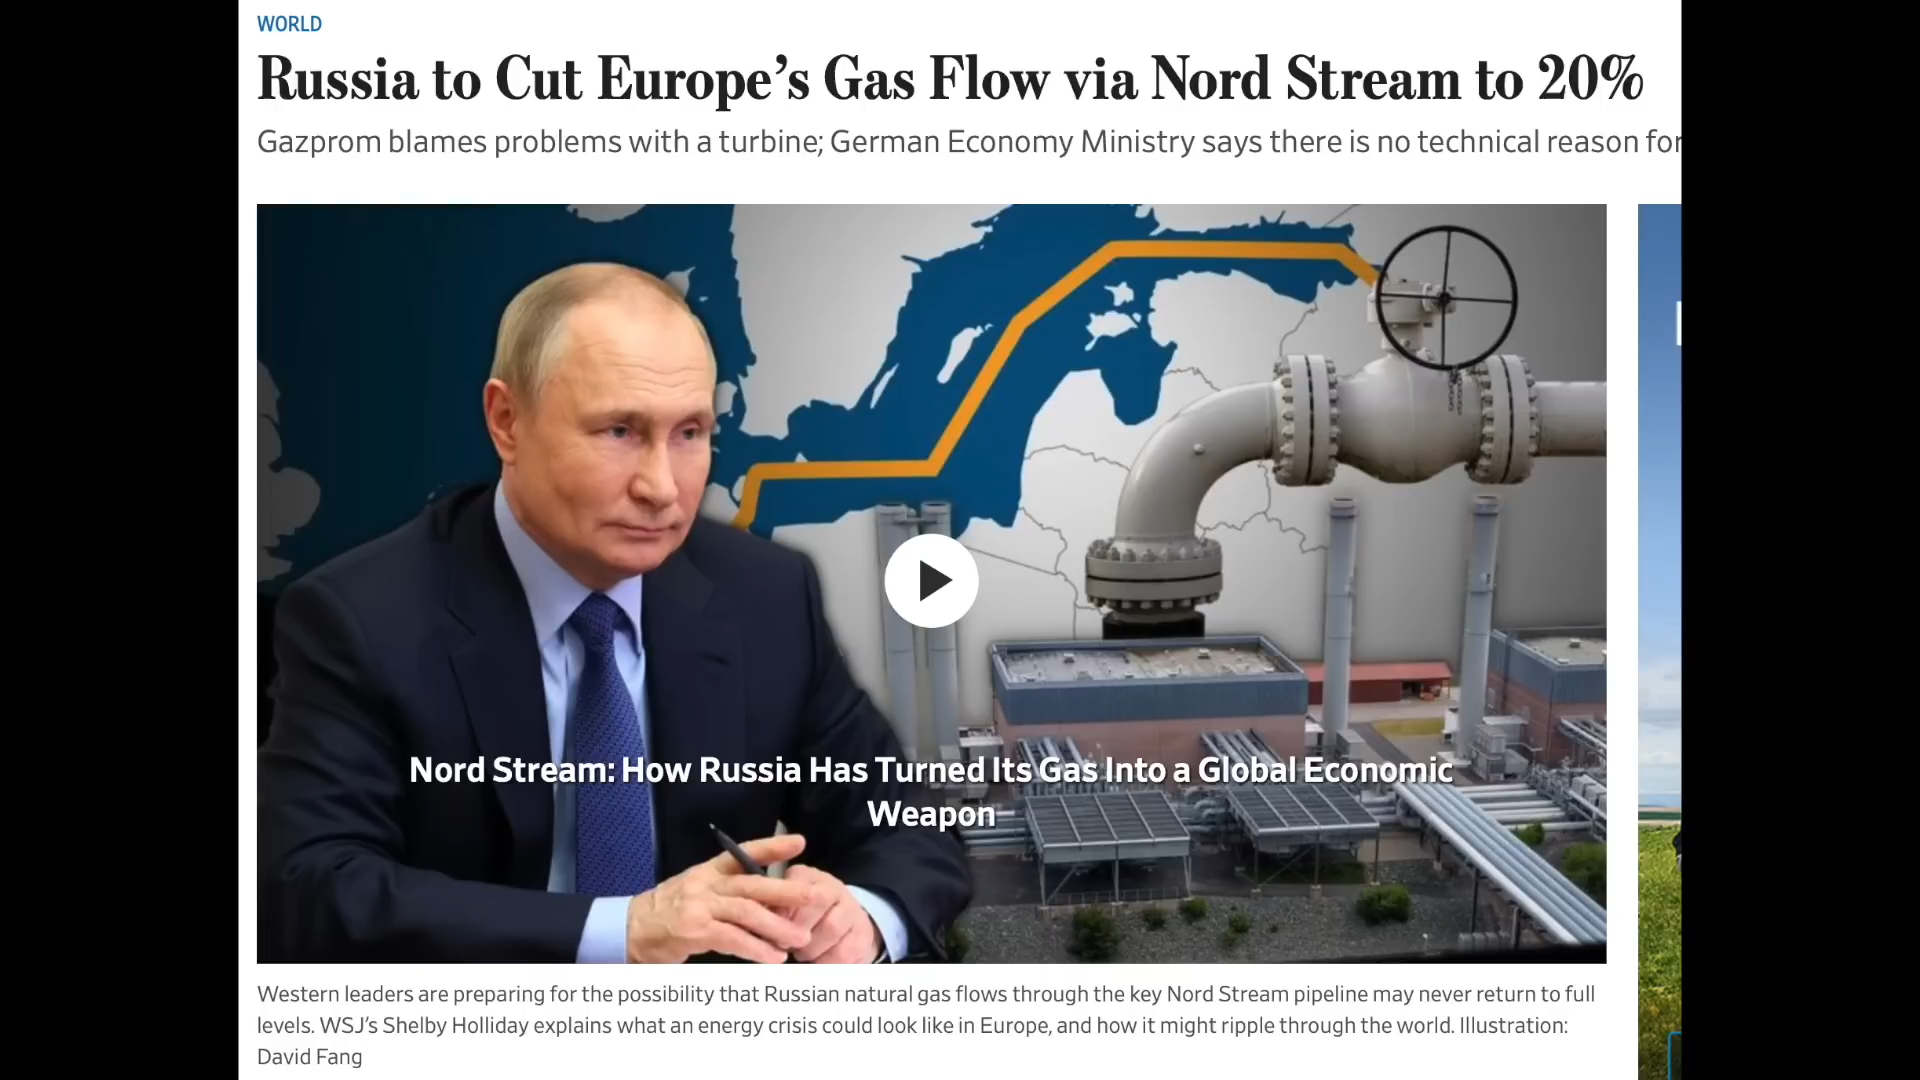 WORLD
Russia to Cut Europe’s Gas Flow via Nord Stream to 20%
Gazprom blames problems with a turbine; German Economy Ministry says there is no technical reason for
Nord Stream: How Russia Has Turned Its Gas Into a Global Economic
Weapon
Western leaders are preparing for the possibility that Russian natural gas flows through the key Nord Stream pipeline may never return to full
levels. WSJ’s Shelby Holliday explains what an energy crisis could look like in Europe, and how it might ripple through the world. Illustration:
David Fang